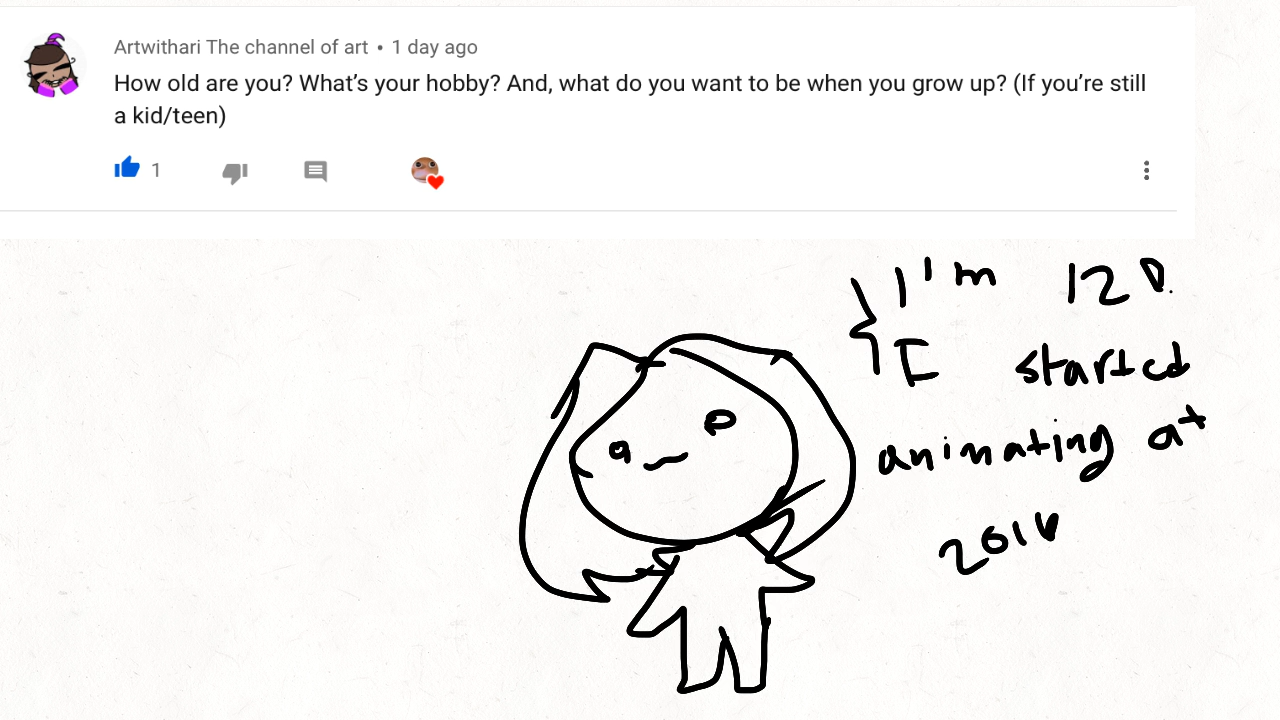 Artwithari The channel of art • 1 day ago
How old are you? What's your hobby? And, what do you want to be when you grow up? (If you're still
a kid/teen)
1
I'm 12
I started
animating at